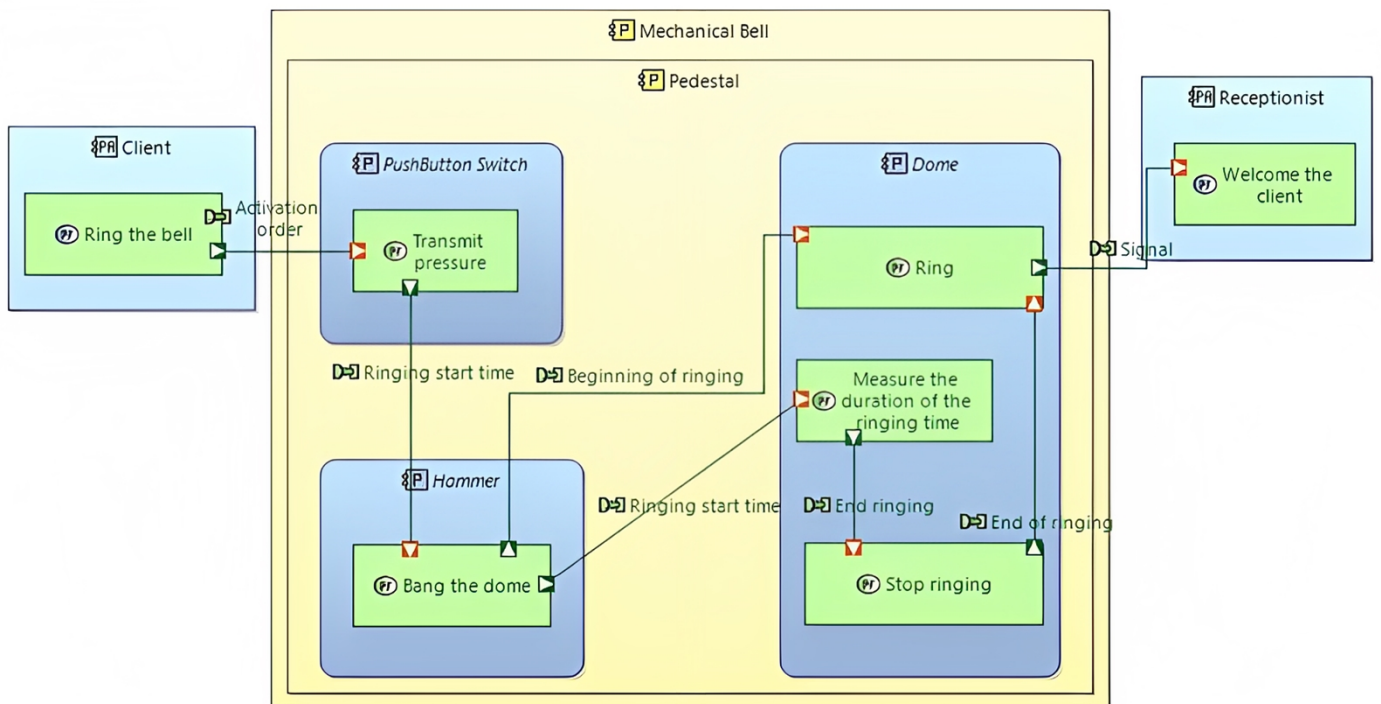 Mechanical Bell
Pedestal
Receptionist
Client
PushButton Switch
Dome
Welcome the
client
Activation
order
Ring the bell
Transmit
pressure
Signal
Ring
Ringing start time
Beginning of ringing
Measure the
duration of the
ringing time
Hammer
Ringing start time
End ringing
End of ringing
Bang the dome
Stop ringing